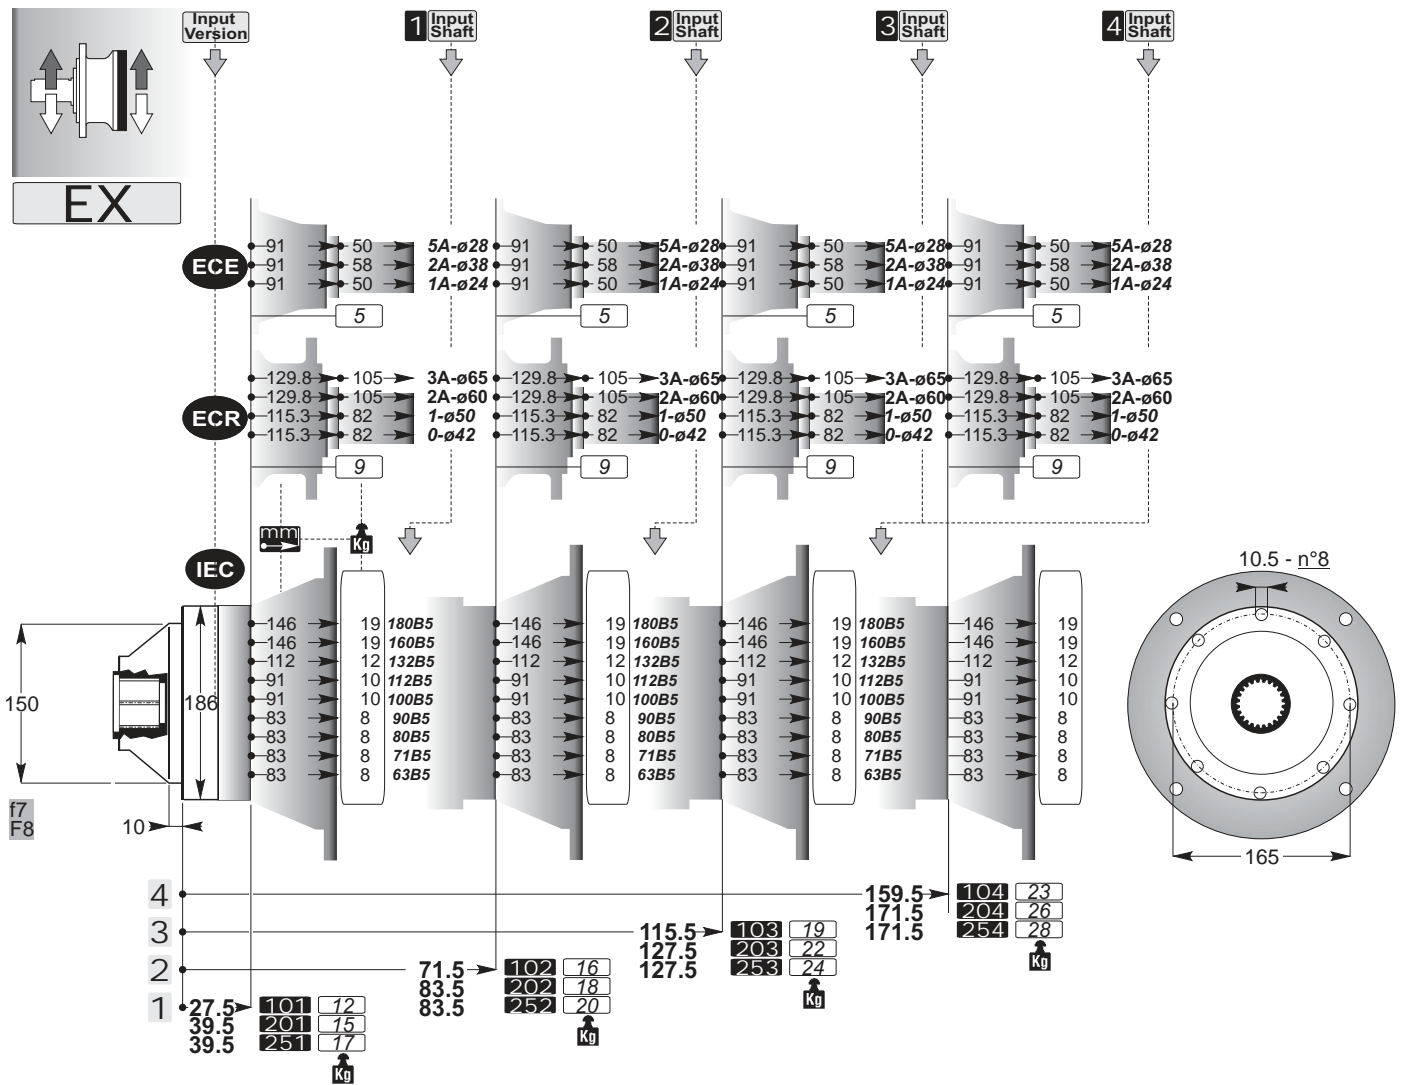 Input Version
1 Input Shaft
2 Input Shaft
3 Input Shaft
4 Input Shaft
EX
ECE
91 50 5A-ø28 91 50 5A-ø28 91 50 5A-ø28 91 50 5A-ø28
91 58 2A-ø38 91 58 2A-ø38 91 58 2A-ø38 91 58 2A-ø38
91 50 1A-ø24 91 50 1A-ø24 91 50 1A-ø24 91 50 1A-ø24
5 5 5 5
ECR
129.8 105 3A-ø65 129.8 105 3A-ø65 129.8 105 3A-ø65 129.8 105 3A-ø65
129.8 105 2A-ø60 129.8 105 2A-ø60 129.8 105 2A-ø60 129.8 105 2A-ø60
115.3 82 1-ø50 115.3 82 1-ø50 115.3 82 1-ø50 115.3 82 1-ø50
115.3 82 0-ø42 115.3 82 0-ø42 115.3 82 0-ø42 115.3 82 0-ø42
9 9 9 9
mm Kg
IEC
146 19 180B5 146 19 180B5 146 19 180B5 146 19
146 19 160B5 146 19 160B5 146 19 160B5 146 19
112 12 132B5 112 12 132B5 112 12 132B5 112 12
91 10 112B5 91 10 112B5 91 10 112B5 91 10
91 10 100B5 91 10 100B5 91 10 100B5 91 10
83 8 90B5 83 8 90B5 83 8 90B5 83 8
83 8 80B5 83 8 80B5 83 8 80B5 83 8
83 8 71B5 83 8 71B5 83 8 71B5 83 8
83 8 63B5 83 8 63B5 83 8 63B5 83 8
150
186
10
f7
F8
10.5 - n°8
165
4 159.5 104 23
171.5 204 26
171.5 254 28
Kg
3 115.5 103 19
127.5 203 22
127.5 253 24
Kg
2 71.5 102 16
83.5 202 18
83.5 252 20
Kg
1 27.5 101 12
39.5 201 15
39.5 251 17
Kg